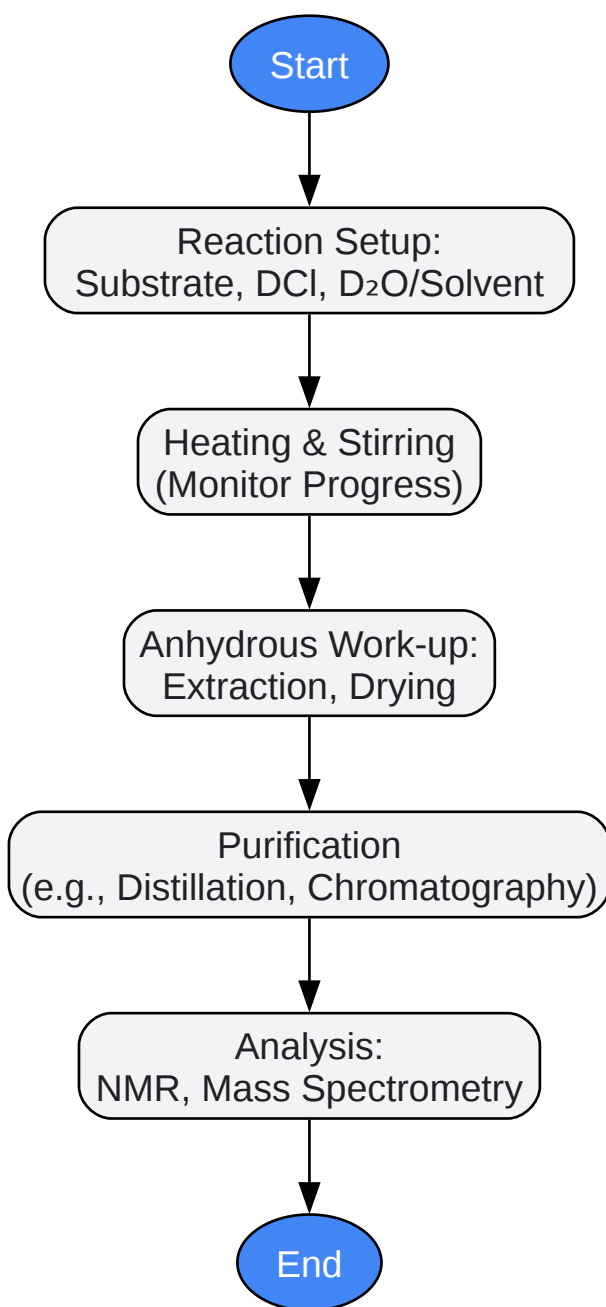 Start
Reaction Setup:
Substrate, DCl, D₂O/Solvent
Heating & Stirring
(Monitor Progress)
Anhydrous Work-up:
Extraction, Drying
Purification
(e.g., Distillation, Chromatography)
Analysis:
NMR, Mass Spectrometry
End